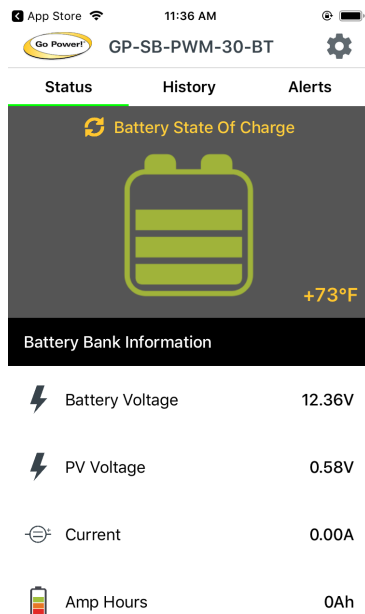 App Store 11:36 AM
Go Power!
GP-SB-PWM-30-BT
Status History Alerts
Battery State Of Charge
+73°F
Battery Bank Information
Battery Voltage 12.36V
PV Voltage 0.58V
Current 0.00A
Amp Hours 0Ah